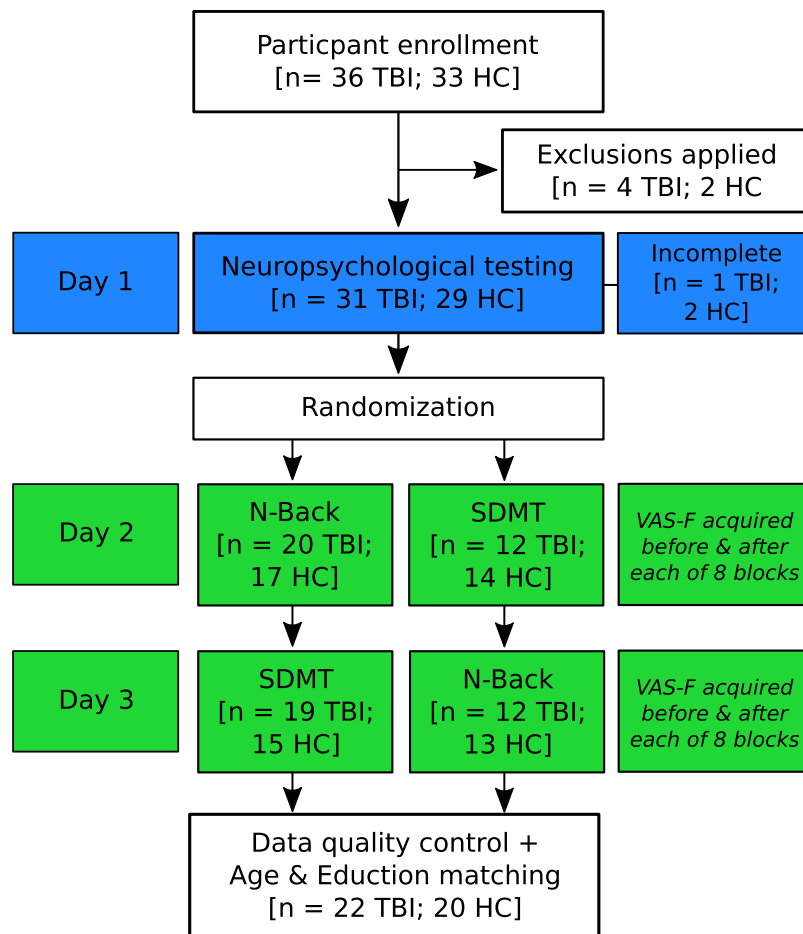 Particpant enrollment
[n= 36 TBI; 33 HC]
Exclusions applied
[n = 4 TBI; 2 HC
Day 1
Neuropsychological testing
[n = 31 TBI; 29 HC]
Incomplete
[n = 1 TBI;
2 HC]
Randomization
Day 2
N-Back
[n = 20 TBI;
17 HC]
SDMT
[n = 12 TBI;
14 HC]
VAS-F acquired
before & after
each of 8 blocks
Day 3
SDMT
[n = 19 TBI;
15 HC]
N-Back
[n = 12 TBI;
13 HC]
VAS-F acquired
before & after
each of 8 blocks
Data quality control +
Age & Eduction matching
[n = 22 TBI; 20 HC]